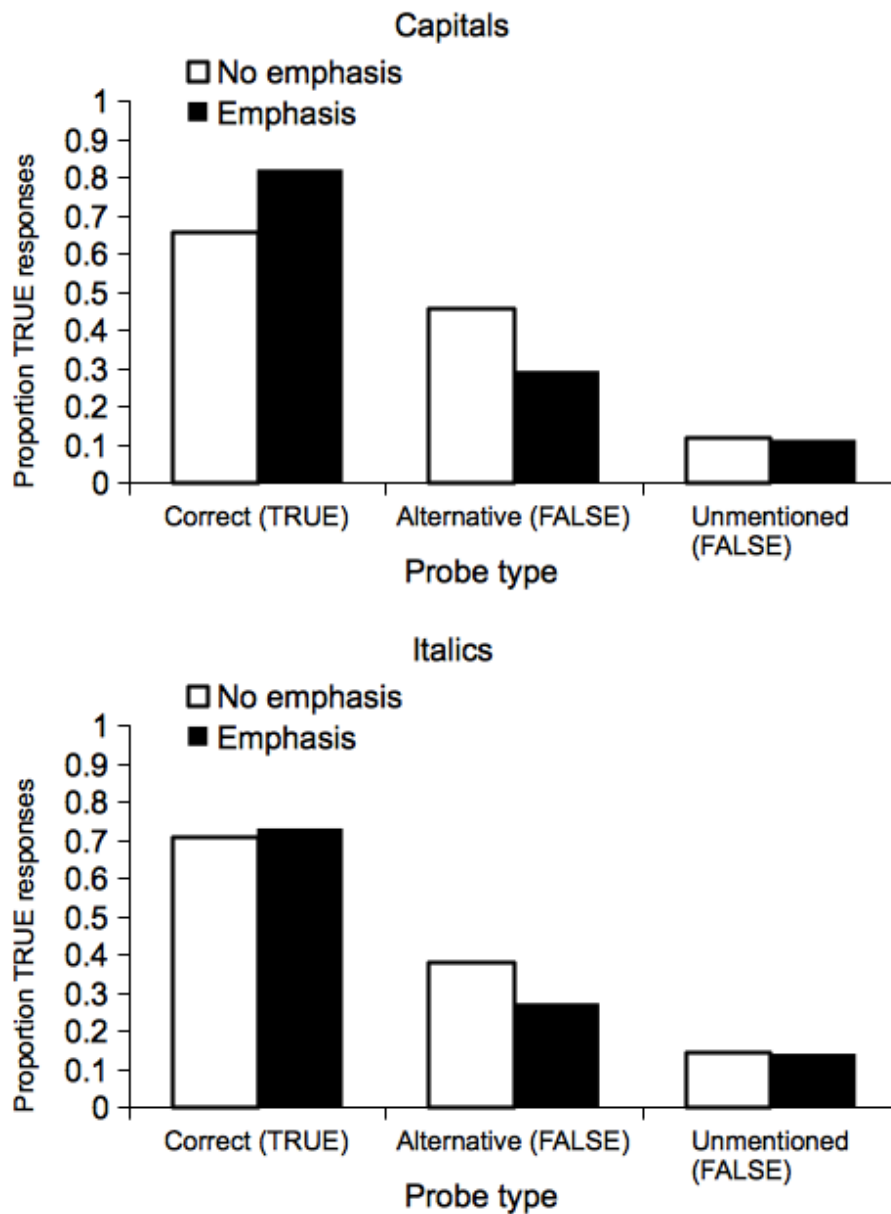 Capitals
No emphasis
Emphasis
Proportion TRUE responses
1
0.9
0.8
0.7
0.6
0.5
0.4
0.3
0.2
0.1
0
Correct (TRUE) Alternative (FALSE) Unmentioned
(FALSE)
Probe type
Italics
No emphasis
Emphasis
Proportion TRUE responses
1
0.9
0.8
0.7
0.6
0.5
0.4
0.3
0.2
0.1
0
Correct (TRUE) Alternative (FALSE) Unmentioned
(FALSE)
Probe type